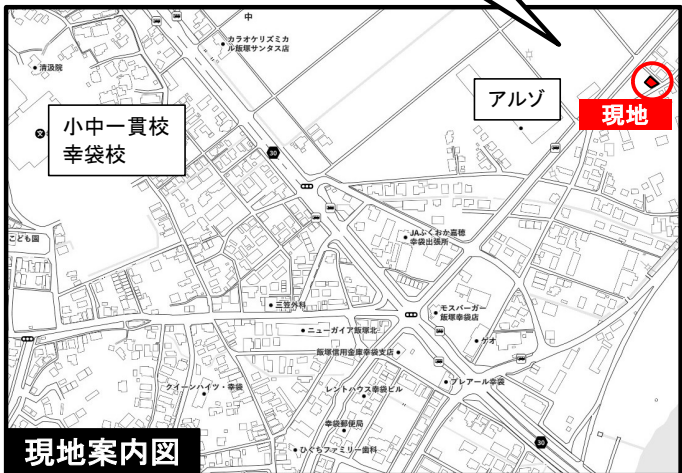 中
カラオケリズミカ
ル飯塚サンタス店
清汲院
アルゾ
現地
小中一貫校
幸袋校
文
30
こども園
JAふくおか嘉穂
幸袋出張所
三笠外科
モスバーガー
飯塚幸袋店
ニューガイア飯塚北
ケオ
飯塚信用金庫幸袋支店
クイーンハイツ・幸袋
レントハウス幸袋ビル
プレアール幸袋
幸袋郵便局
30
ひぐちファミリー歯科
現地案内図